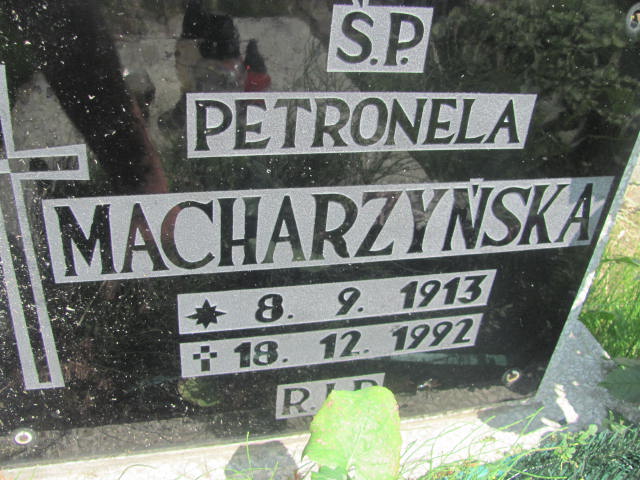 Ś.P.
PETRONELA
MACHARZYŃSKA
8. 9. 1913
18. 12. 1992
R.I.P.